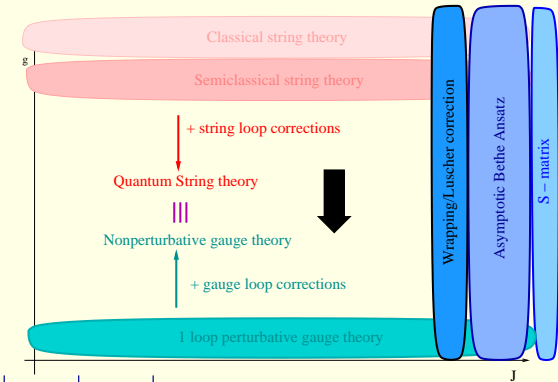 Classical string theory
g
Semiclassical string theory
+ string loop corrections
Quantum String theory
Nonperturbative gauge theory
+ gauge loop corrections
1 loop perturbative gauge theory
J
Wrapping/Luscher correction
Asymptotic Bethe Ansatz
S − matrix